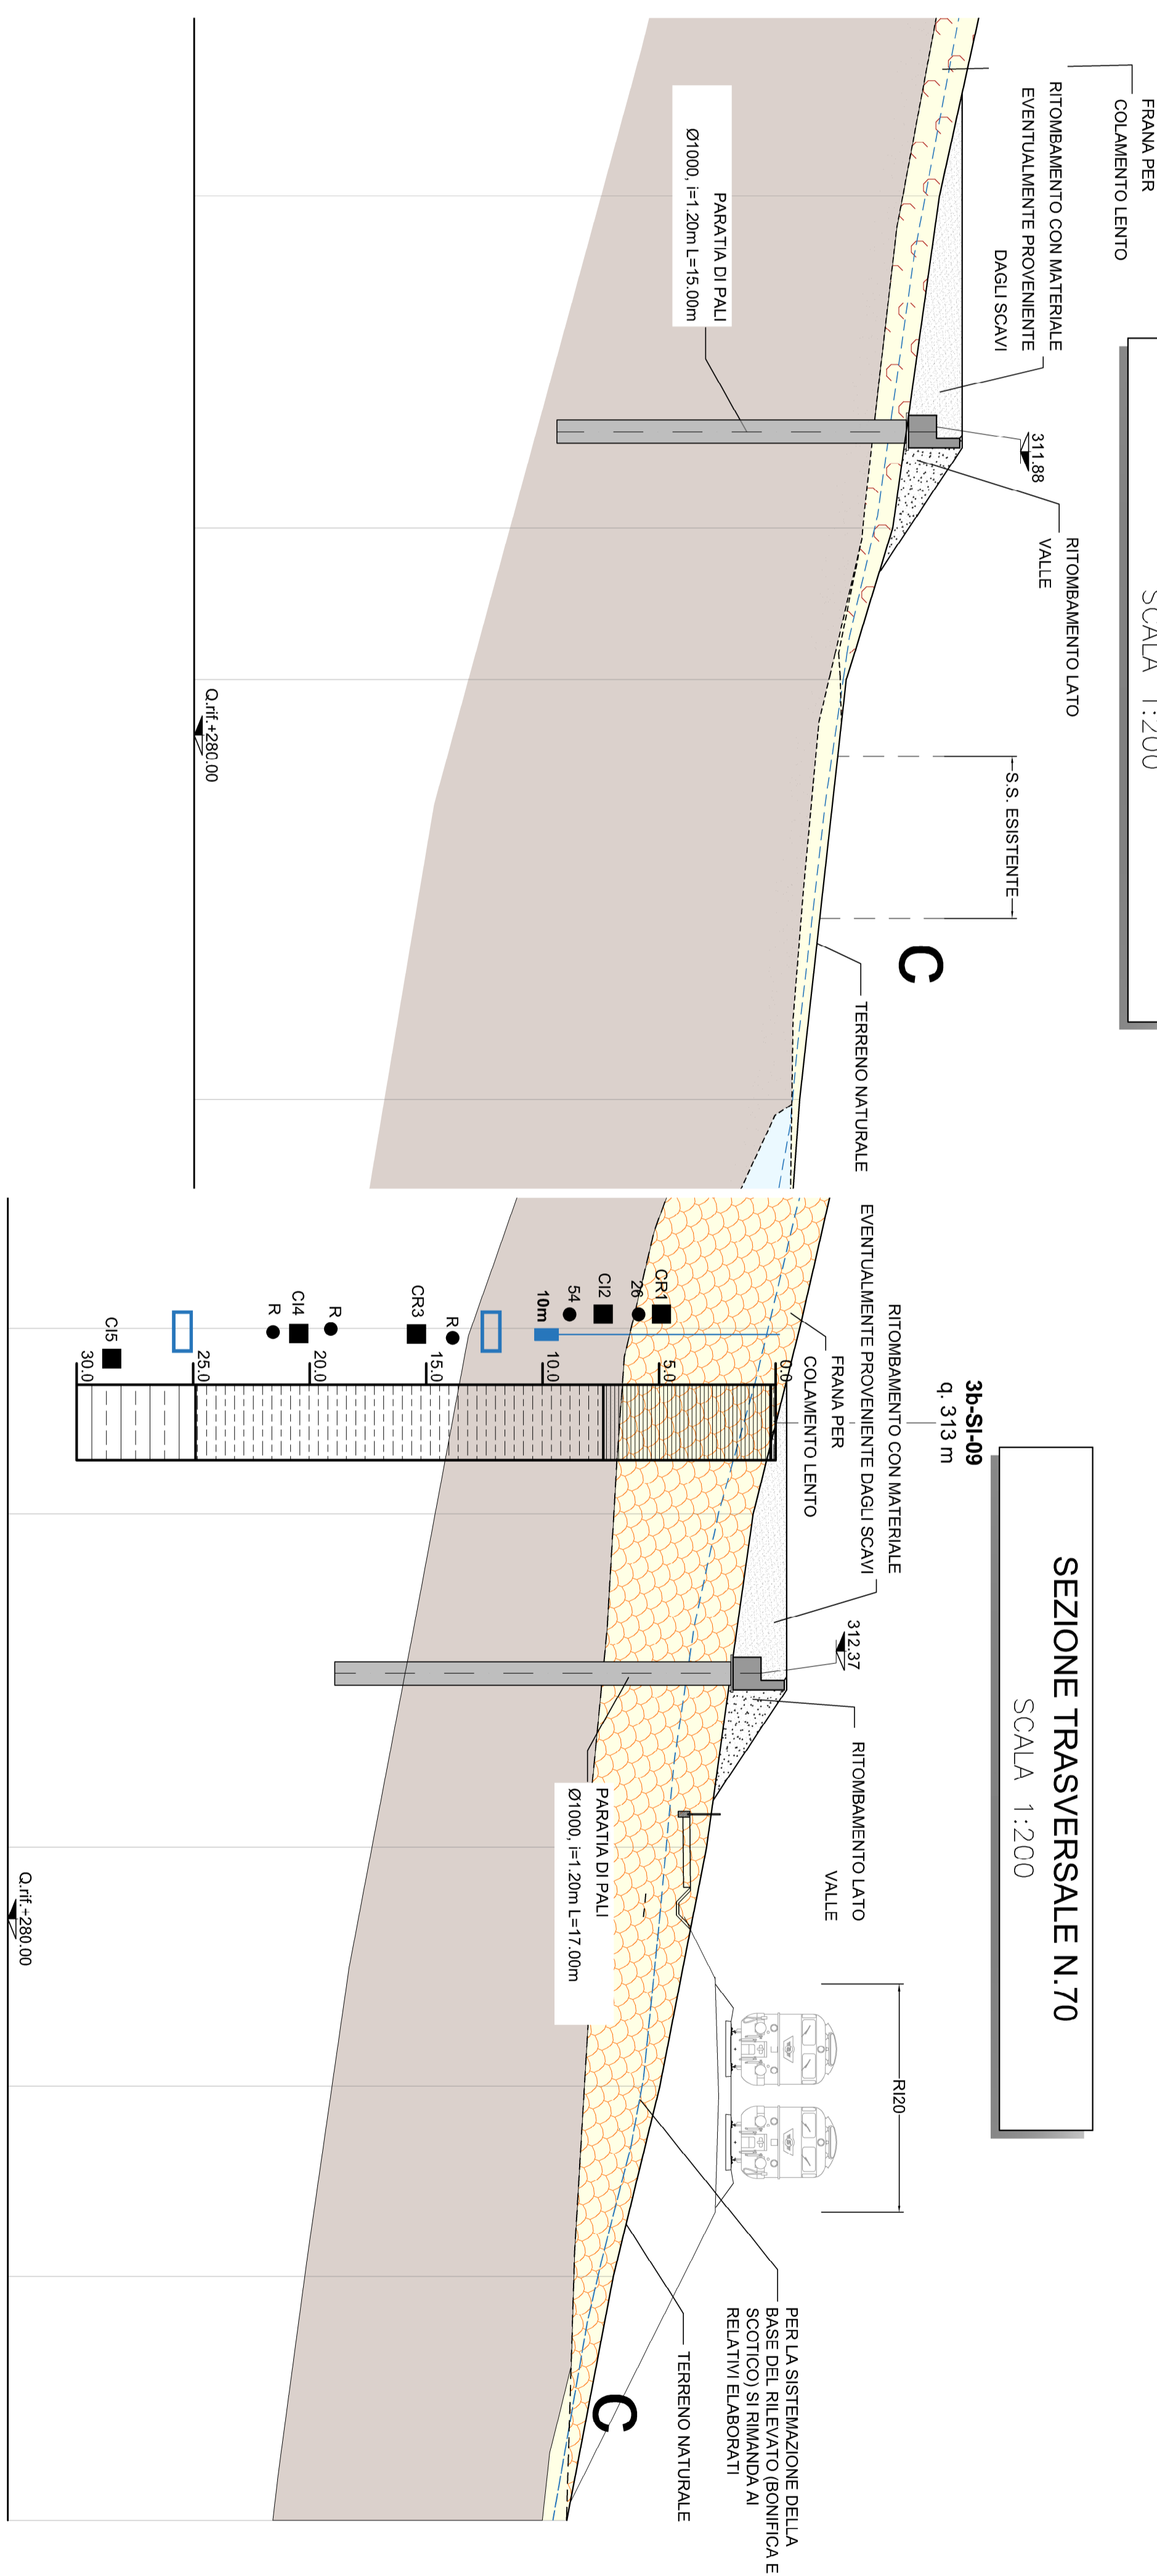 SCALA 1:200
FRANA PER
COLAMENTO LENTO
RITOMBAMENTO CON MATERIALE
EVENTUALMENTE PROVENIENTE
DAGLI SCAVI
311.88
RITOMBAMENTO LATO
VALLE
PARATIA DI PALI
Ø1000, i=1.20m L=15.00m
S.S. ESISTENTE
C
TERRENO NATURALE
Q.rif.+280.00
SEZIONE TRASVERSALE N.70
SCALA 1:200
3b-SI-09
q. 313 m
RITOMBAMENTO CON MATERIALE
EVENTUALMENTE PROVENIENTE DAGLI SCAVI
FRANA PER
COLAMENTO LENTO
312.37
RITOMBAMENTO LATO
VALLE
RI20
PER LA SISTEMAZIONE DELLA
BASE DEL RILEVATO (BONIFICA E
SCOTICO) SI RIMANDA AI
RELATIVI ELABORATI
TERRENO NATURALE
C
PARATIA DI PALI
Ø1000, i=1.20m L=17.00m
0.0
CR1
5.0
26
CI2
54
10m
10.0
R
15.0
CR3
R
20.0
CI4
R
25.0
CI5
30.0
Q.rif.+280.00